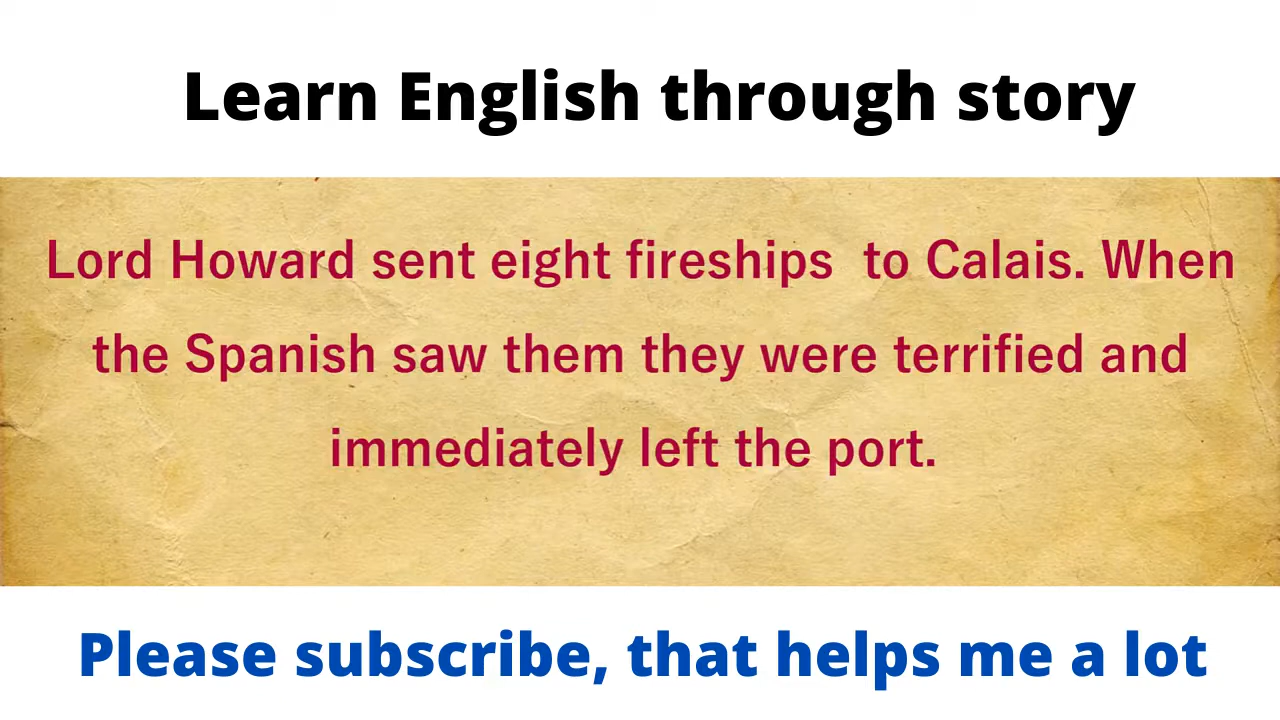 Learn English through story
Lord Howard sent eight fireships  to Calais. When
the Spanish saw them they were terrified and
immediately left the port.
Please subscribe, that helps me a lot